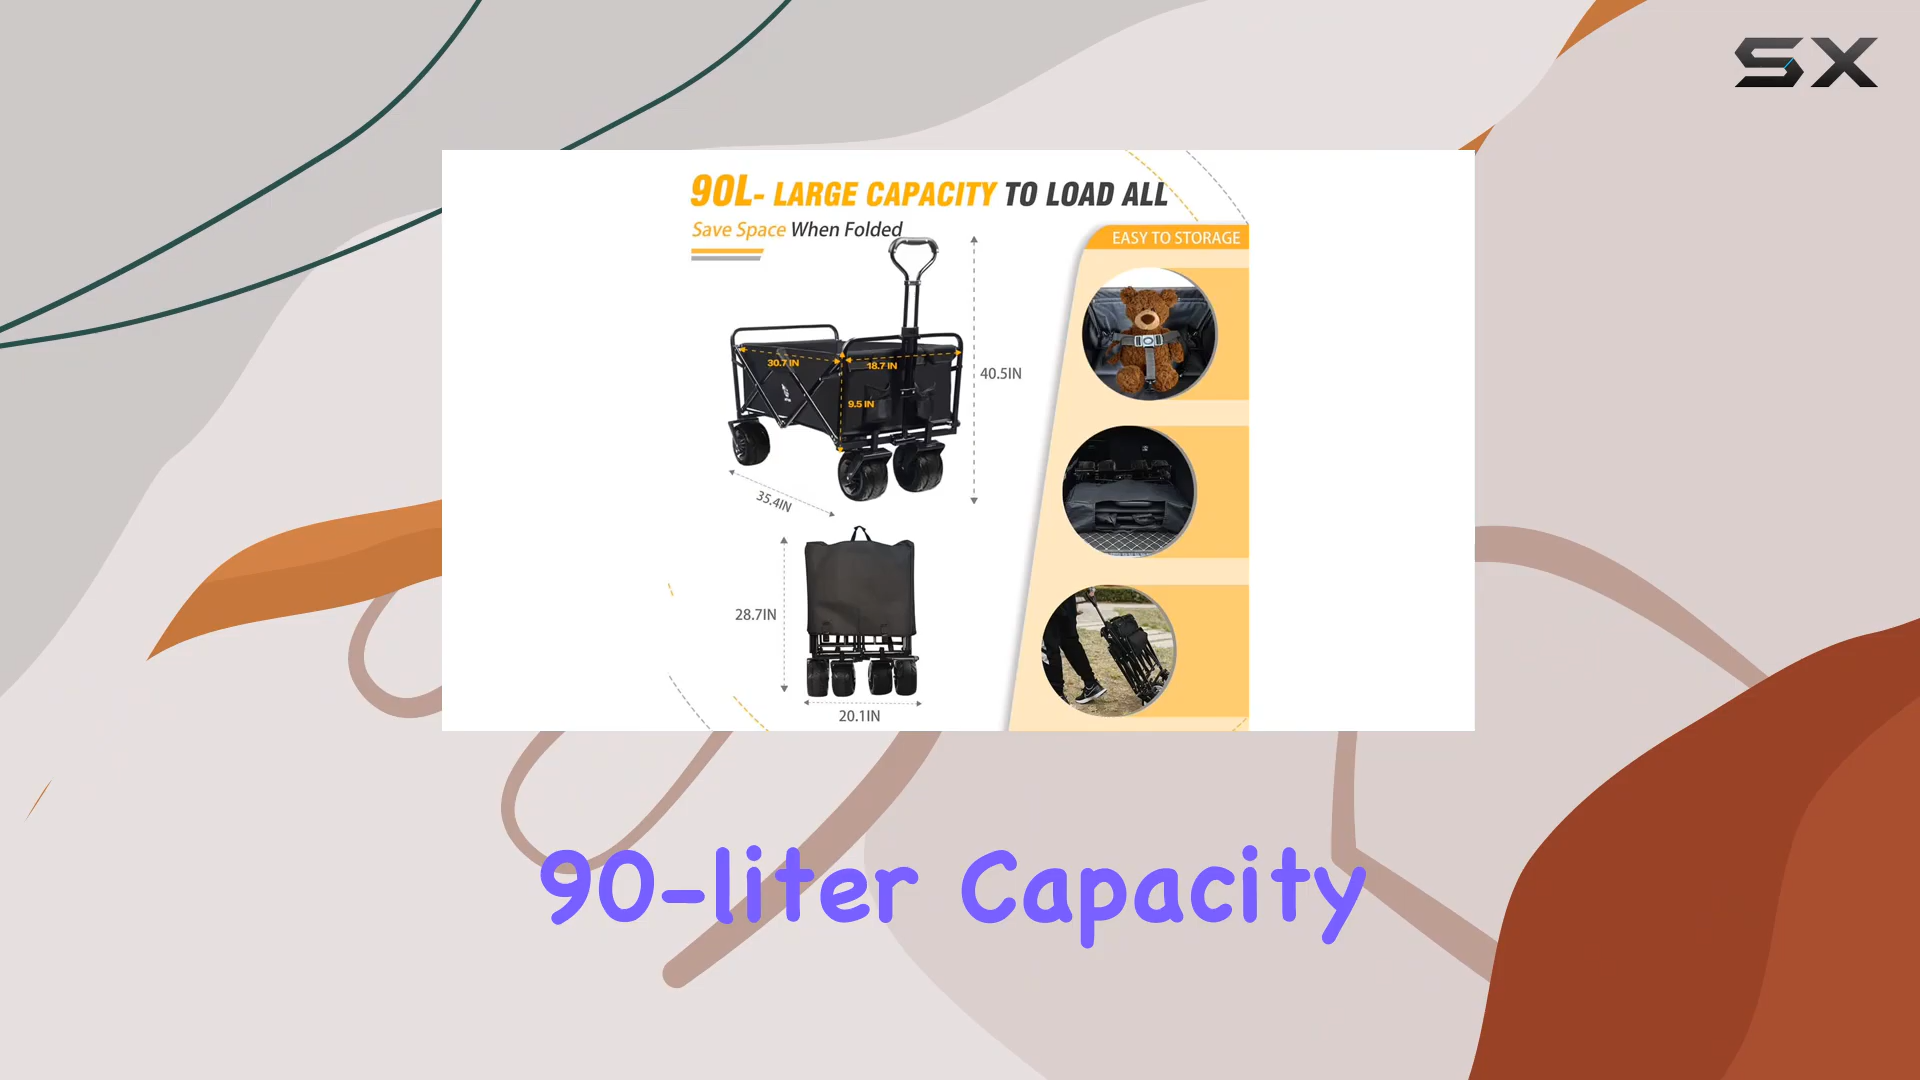 SX
90L- LARGE CAPACITY TO LOAD ALL
Save Space When Folded
EASY TO STORAGE
30.7 IN
18.7 IN
9.5 IN
40.5IN
35.4IN
28.7IN
20.1IN
90-liter Capacity